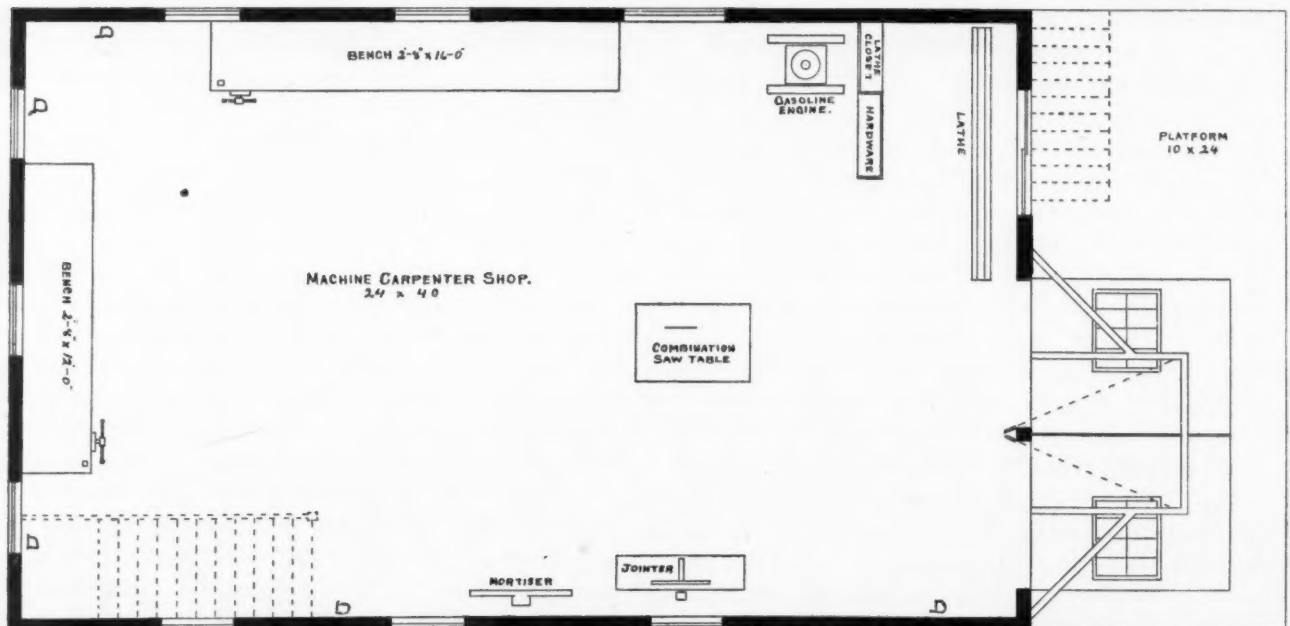 BENCH 2'-8" x 16-0"
GASOLINE
ENGINE.
LATHE
CLOSET
HARDWARE
LATHE
PLATFORM
10 x 24
MACHINE CARPENTER SHOP.
24 x 40
BENCH 2'-8" x 12'-0"
COMBINATION
SAW TABLE
MORTISER
JOINTER